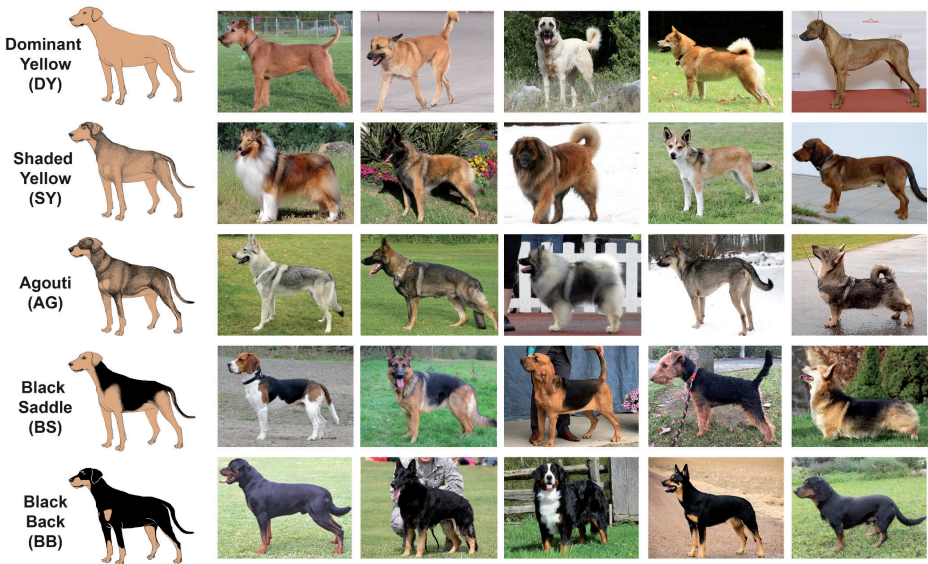 Dominant
Yellow
(DY)
Shaded
Yellow
(SY)
Agouti
(AG)
Black
Saddle
(BS)
Black
Back
(BB)